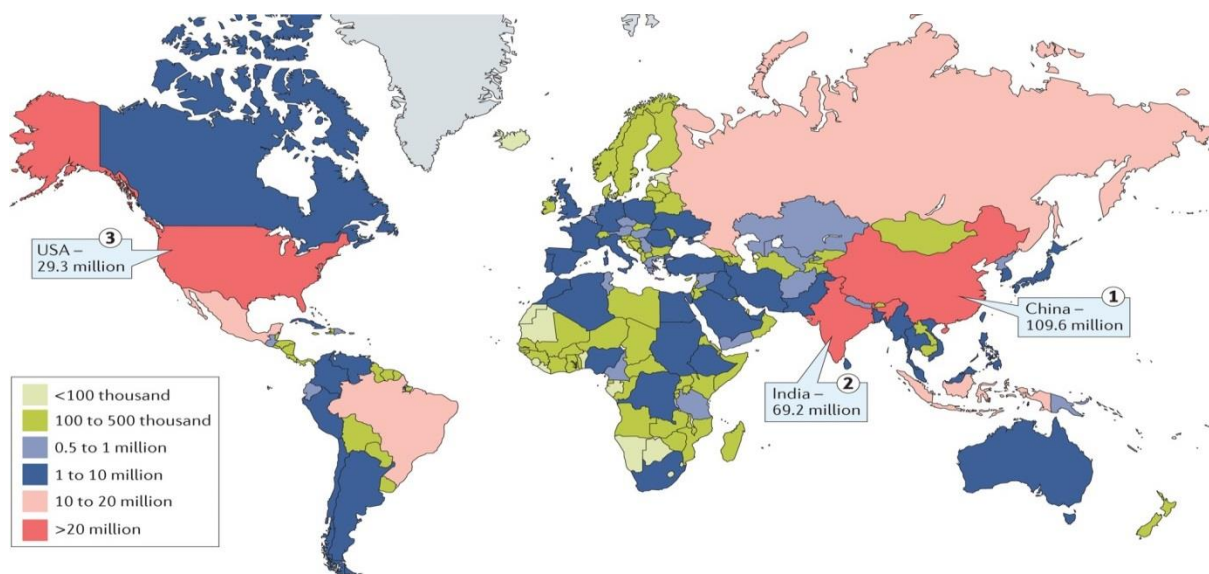 3
USA –
29.3 million
1
China –
109.6 million
2
India –
69.2 million
<100 thousand
100 to 500 thousand
0.5 to 1 million
1 to 10 million
10 to 20 million
>20 million